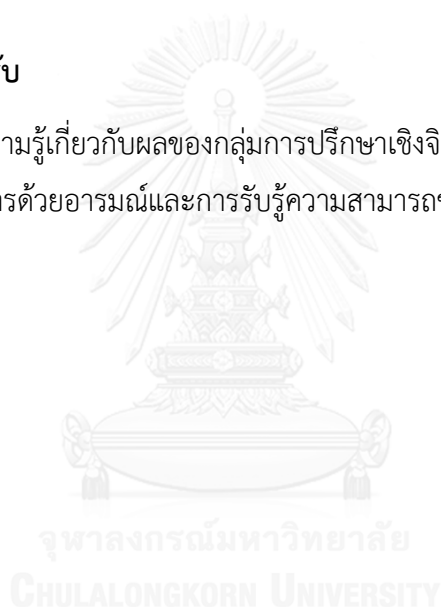 ับ
ามรู้เกี่ยวกับผลของกลุ่มการปรึกษาเชิงจิ
ารด้วยอารมณ์และการรับรู้ความสามารถข
จุฬาลงกรณ์มหาวิทยาลัย
CHULALONGKORN UNIVERSITY